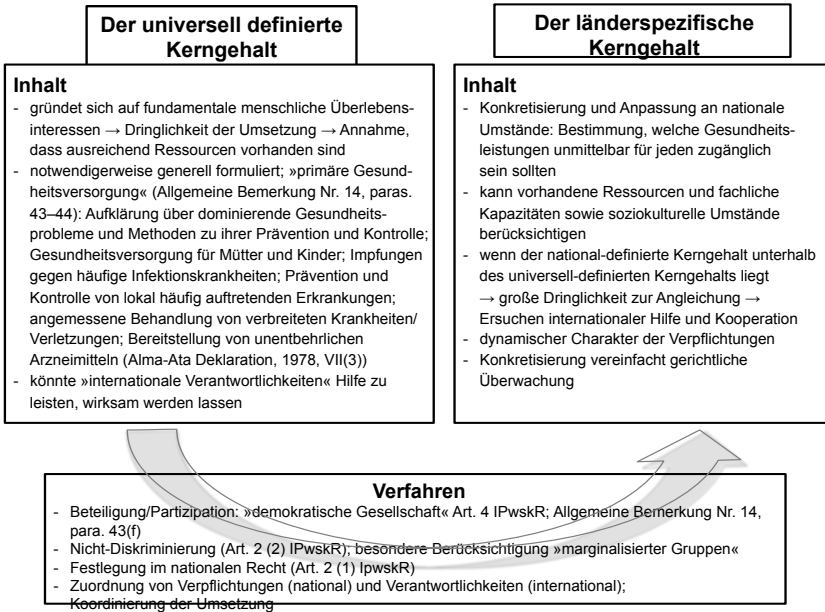 Der universell definierte
Kerngehalt
Inhalt
- gründet sich auf fundamentale menschliche Überlebens-
interessen → Dringlichkeit der Umsetzung → Annahme,
dass ausreichend Ressourcen vorhanden sind
- notwendigerweise generell formuliert; »primäre Gesund-
heitsversorgung« (Allgemeine Bemerkung Nr. 14, paras.
43–44): Aufklärung über dominierende Gesundheits-
probleme und Methoden zu ihrer Prävention und Kontrolle;
Gesundheitsversorgung für Mütter und Kinder; Impfungen
gegen häufige Infektionskrankheiten; Prävention und
Kontrolle von lokal häufig auftretenden Erkrankungen;
angemessene Behandlung von verbreiteten Krankheiten/
Verletzungen; Bereitstellung von unentbehrlichen
Arzneimitteln (Alma-Ata Deklaration, 1978, VII(3))
- könnte »internationale Verantwortlichkeiten« Hilfe zu
leisten, wirksam werden lassen
Der länderspezifische
Kerngehalt
Inhalt
- Konkretisierung und Anpassung an nationale
Umstände: Bestimmung, welche Gesundheits-
leistungen unmittelbar für jeden zugänglich
sein sollten
- kann vorhandene Ressourcen und fachliche
Kapazitäten sowie soziokulturelle Umstände
berücksichtigen
- wenn der national-definierte Kerngehalt unterhalb
des universell-definierten Kerngehalts liegt
→ große Dringlichkeit zur Angleichung →
Ersuchen internationaler Hilfe und Kooperation
- dynamischer Charakter der Verpflichtungen
- Konkretisierung vereinfacht gerichtliche
Überwachung
Verfahren
- Beteiligung/Partizipation: »demokratische Gesellschaft« Art. 4 IPwskR; Allgemeine Bemerkung Nr. 14,
para. 43(f)
- Nicht-Diskriminierung (Art. 2 (2) IPwskR); besondere Berücksichtigung »marginalisierter Gruppen«
- Festlegung im nationalen Recht (Art. 2 (1) IpwskR)
- Zuordnung von Verpflichtungen (national) und Verantwortlichkeiten (international);
Koordinierung der Umsetzung